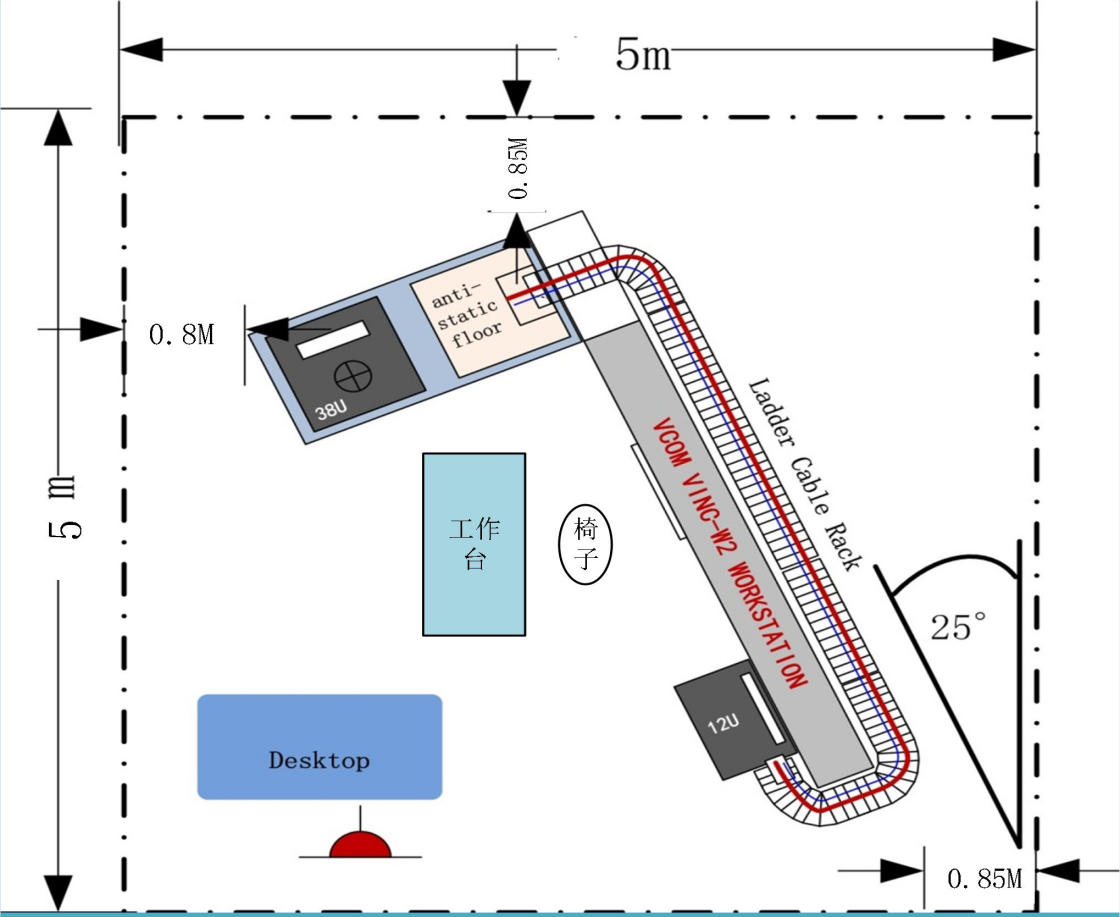 5m
0.85M
anti-
static
floor
0.8M
38U
Ladder Cable Rack
VCOM VINC-W2 WORKSTATION
5 m
工作
台
椅
子
25°
12U
Desktop
0.85M